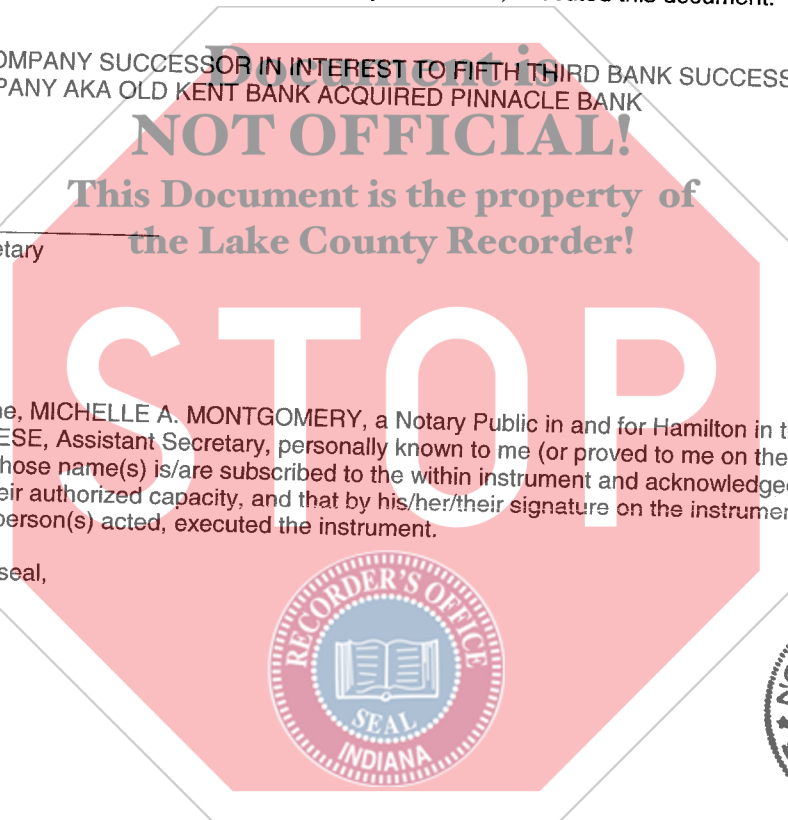 this document.
OMPANY SUCCESSOR IN INTEREST TO FIFTH THIRD BANK SUCCESS
PANY AKA OLD KENT BANK ACQUIRED PINNACLE BANK
Document is
NOT OFFICIAL!
This Document is the property of
the Lake County Recorder!
etary
STOP
ne, MICHELLE A. MONTGOMERY, a Notary Public in and for Hamilton in t
ESE, Assistant Secretary, personally known to me (or proved to me on the
hose name(s) is/are subscribed to the within instrument and acknowledged
eir authorized capacity, and that by his/her/their signature on the instrumen
person(s) acted, executed the instrument.
seal,
RECORDER'S OFFICE
SEAL
INDIANA